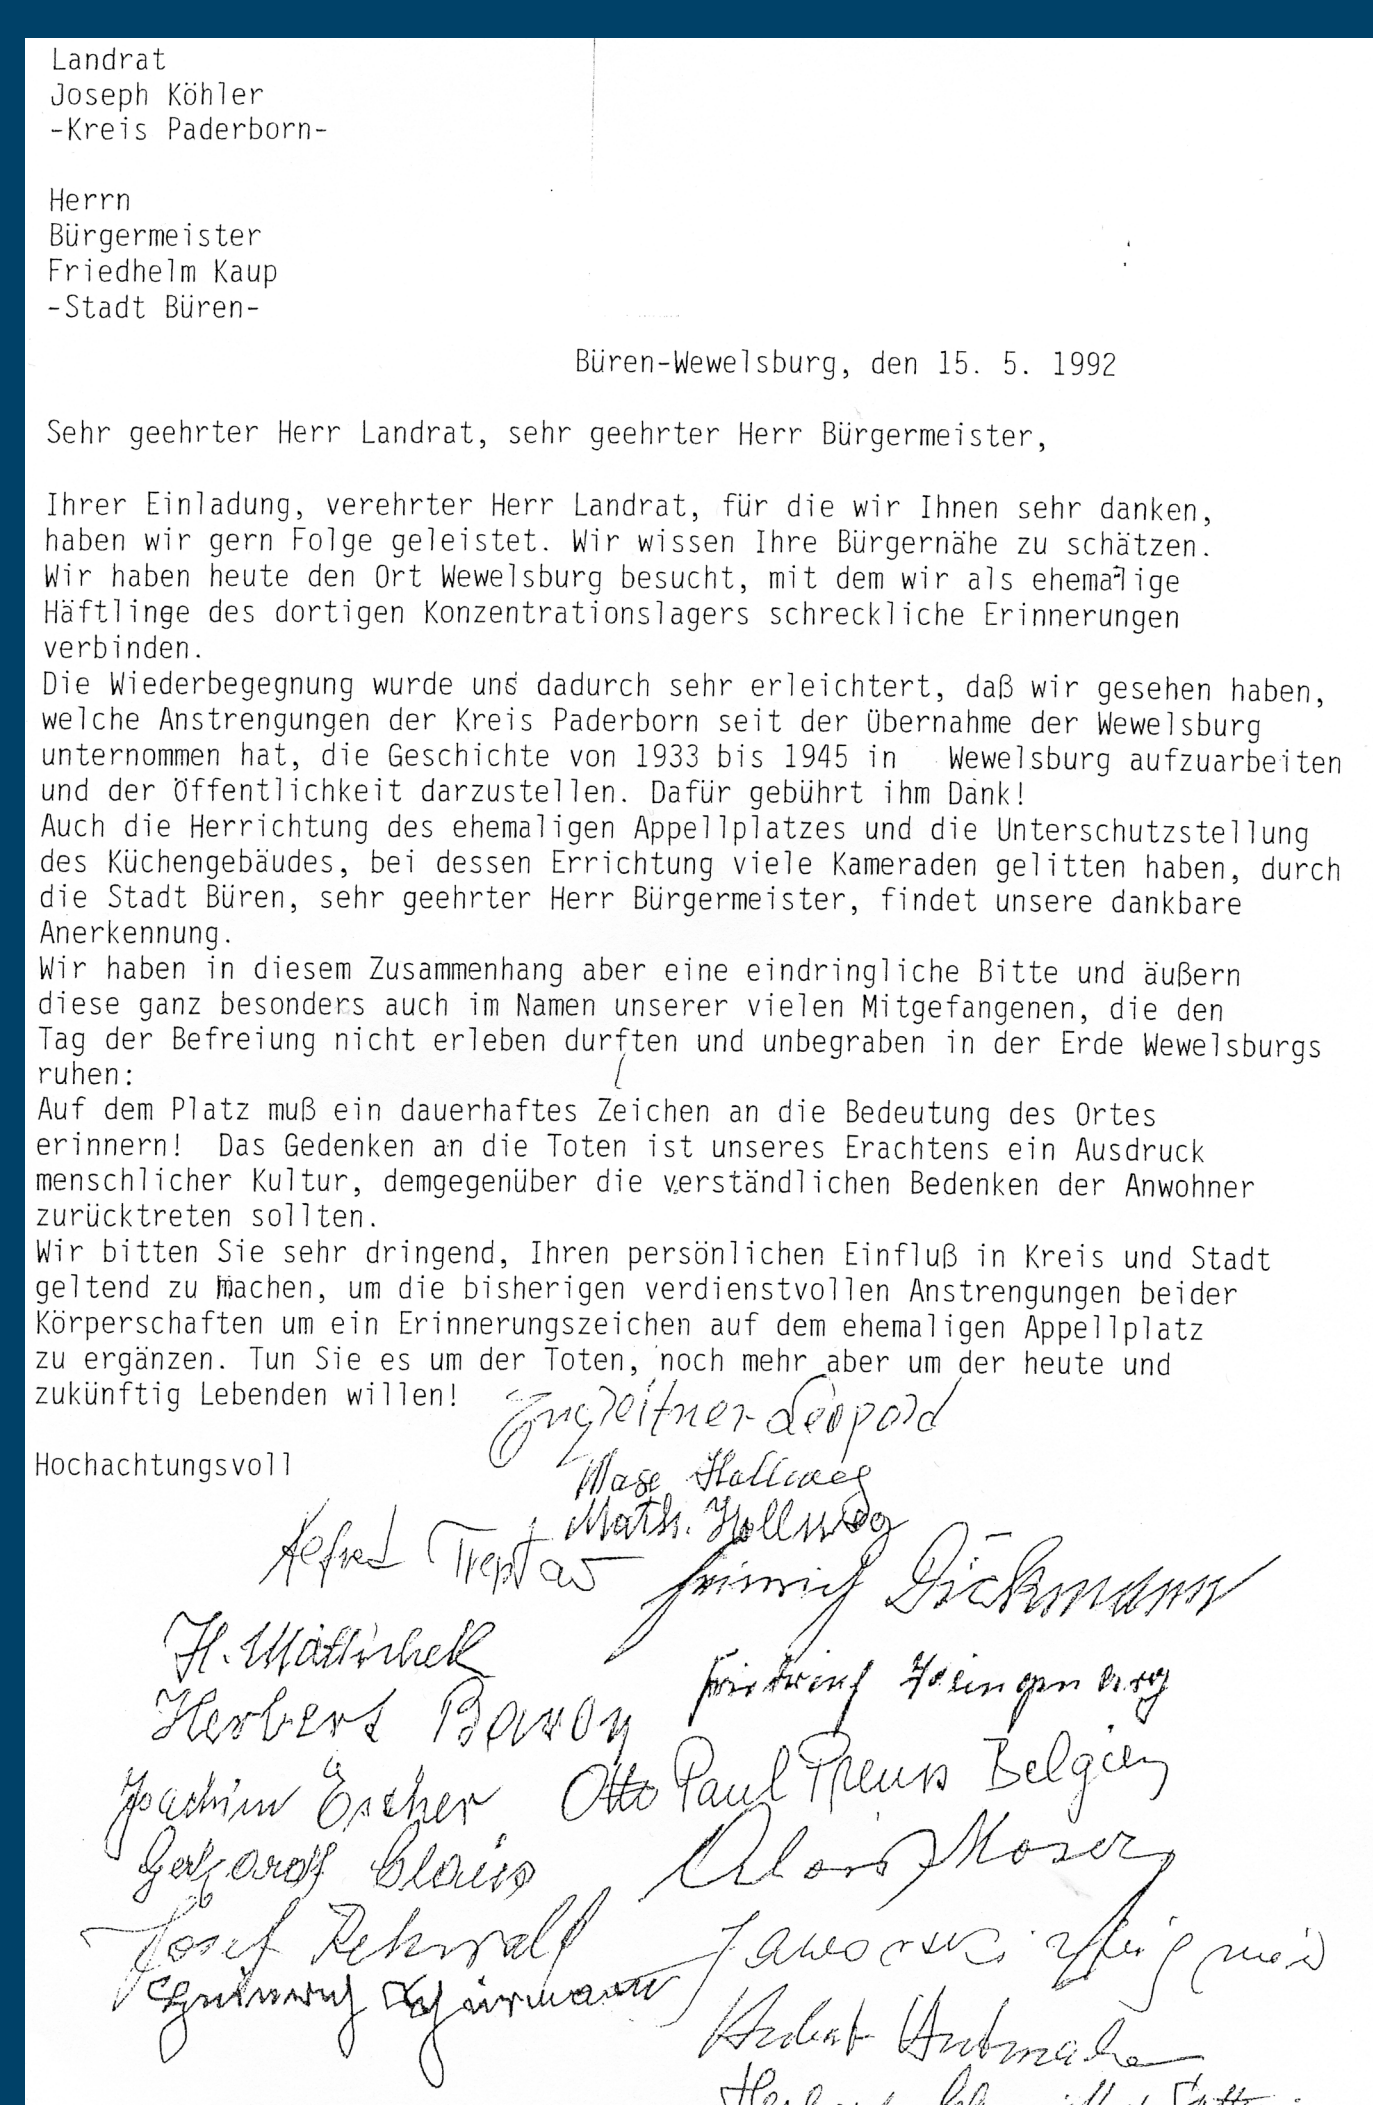 Landrat
Joseph Köhler
-Kreis Paderborn-
Herrn
Bürgermeister
Friedhelm Kaup
-Stadt Büren-
Büren-Wewelsburg, den 15. 5. 1992
Sehr geehrter Herr Landrat, sehr geehrter Herr Bürgermeister,
Ihrer Einladung, verehrter Herr Landrat, für die wir Ihnen sehr danken,
haben wir gern Folge geleistet. Wir wissen Ihre Bürgernähe zu schätzen.
Wir haben heute den Ort Wewelsburg besucht, mit dem wir als ehemalige
Häftlinge des dortigen Konzentrationslagers schreckliche Erinnerungen
verbinden.
Die Wiederbegegnung wurde uns dadurch sehr erleichtert, daß wir gesehen haben,
welche Anstrengungen der Kreis Paderborn seit der Übernahme der Wewelsburg
unternommen hat, die Geschichte von 1933 bis 1945 in Wewelsburg aufzuarbeiten
und der Öffentlichkeit darzustellen. Dafür gebührt ihm Dank!
Auch die Herrichtung des ehemaligen Appellplatzes und die Unterschutzstellung
des Küchengebäudes, bei dessen Errichtung viele Kameraden gelitten haben, durch
die Stadt Büren, sehr geehrter Herr Bürgermeister, findet unsere dankbare
Anerkennung.
Wir haben in diesem Zusammenhang aber eine eindringliche Bitte und äußern
diese ganz besonders auch im Namen unserer vielen Mitgefangenen, die den
Tag der Befreiung nicht erleben durften und unbegraben in der Erde Wewelsburgs
ruhen:
Auf dem Platz muß ein dauerhaftes Zeichen an die Bedeutung des Ortes
erinnern! Das Gedenken an die Toten ist unseres Erachtens ein Ausdruck
menschlicher Kultur, demgegenüber die verständlichen Bedenken der Anwohner
zurücktreten sollten.
Wir bitten Sie sehr dringend, Ihren persönlichen Einfluß in Kreis und Stadt
geltend zu machen, um die bisherigen verdienstvollen Anstrengungen beider
Körperschaften um ein Erinnerungszeichen auf dem ehemaligen Appellplatz
zu ergänzen. Tun Sie es um der Toten, noch mehr aber um der heute und
zukünftig Lebenden willen!
Engleitner Leopold
Hochachtungsvoll
Hollweg
Math. Hollweg
Alfred Treptow
Heinrich Dickmann
H. Mattischek
Friedrich Klingenberg
Herbert Baron
Joachim Escher
Otto Paul Preuss Belgien
Gerhardt Claus
Alois Moser
Josef Rehwald
Jaworski
Heinrich Schürmann
Hubert